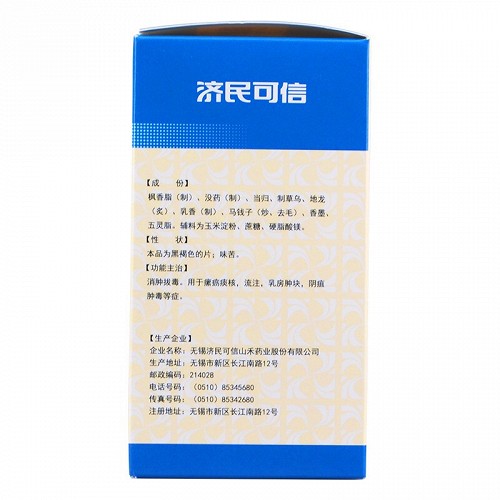 济民可信
【成 份】
枫香脂（制）、没药（制）、当归、制草乌、地龙
（炙）、乳香（制）、马钱子（炒、去毛）、香墨、
五灵脂。辅料为玉米淀粉、蔗糖、硬脂酸镁。
【性 状】
本品为黑褐色的片；味苦。
【功能主治】
消肿拔毒。用于瘰疬痰核，流注，乳房肿块，阴疽
肿毒等症。
【生产企业】
企业名称：无锡济民可信山禾药业股份有限公司
生产地址：无锡市新区长江南路12号
邮政编码：214028
电话号码：（0510）85345680
传真号码：（0510）85342680
注册地址：无锡市新区长江南路12号